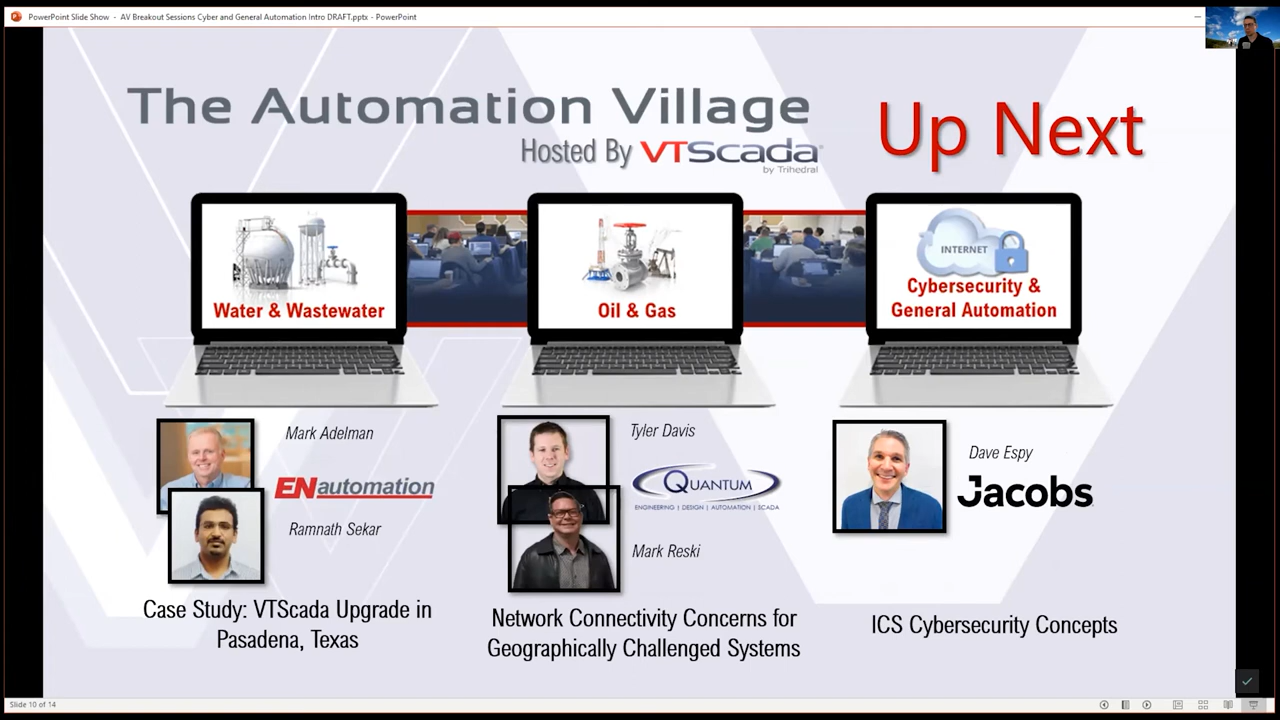 PowerPoint Slide Show - AV Breakout Sessions Cyber and General Automation Intro DRAFT.pptx - PowerPoint
The Automation Village
Hosted By VTScada
by Trihedral
Up Next
Water & Wastewater
Oil & Gas
INTERNET
Cybersecurity &
General Automation
Mark Adelman
ENautomation
Ramnath Sekar
Case Study: VTScada Upgrade in
Pasadena, Texas
Tyler Davis
QUANTUM
ENGINEERING | DESIGN | AUTOMATION | SCADA
Mark Reski
Network Connectivity Concerns for
Geographically Challenged Systems
Dave Espy
Jacobs
ICS Cybersecurity Concepts
Slide 10 of 14